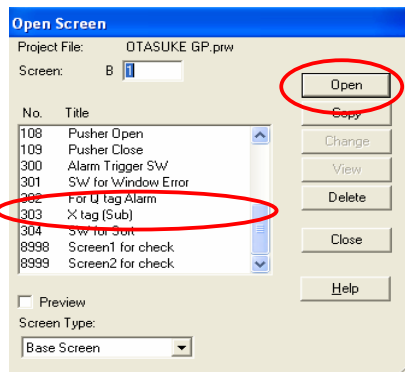 Open Screen
Project File: OTASUKE GP.prw
Screen: B 1
Open
No. Title
Copy
108 Pusher Open
109 Pusher Close
Change
300 Alarm Trigger SW
View
301 SW for Window Error
302 For Q tag Alarm
Delete
303 X tag (Sub)
304 SW for Sort
8998 Screen1 for check
Close
8999 Screen2 for check
Help
Preview
Screen Type:
Base Screen